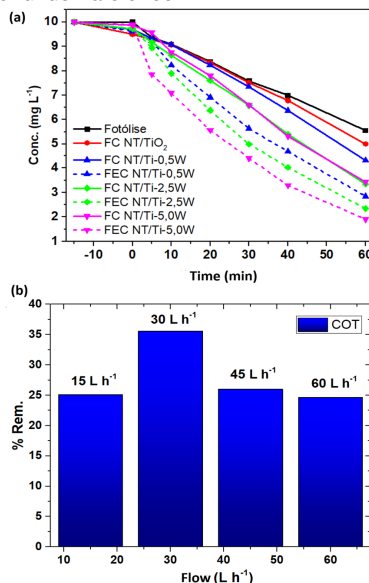 (a)
10
9
8
7
6
5
4
3
2
1
Conc. (mg L⁻¹)
Fotólise
FC NT/TiO₂
FC NT/Ti-0,5W
FEC NT/Ti-0,5W
FC NT/Ti-2,5W
FEC NT/Ti-2,5W
FC NT/Ti-5,0W
FEC NT/Ti-5,0W
-10 0 10 20 30 40 50 60
Time (min)
(b)
40
35
30
25
20
15
10
5
0
% Rem.
COT
15 L h⁻¹
30 L h⁻¹
45 L h⁻¹
60 L h⁻¹
10 20 30 40 50 60
Flow (L h⁻¹)